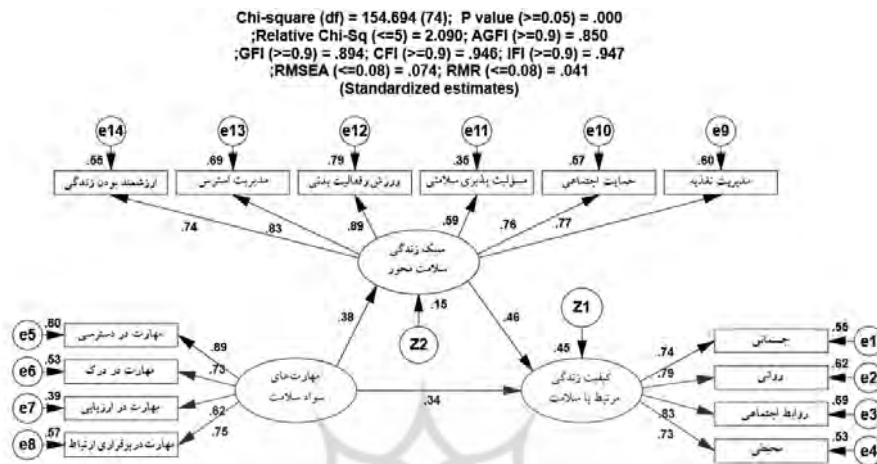 Chi-square (df) = 154.694 (74); P value (>=0.05) = .000
;Relative Chi-Sq (<=5) = 2.090; AGFI (>=0.9) = .850
;GFI (>=0.9) = .894; CFI (>=0.9) = .946; IFI (>=0.9) = .947
;RMSEA (<=0.08) = .074; RMR (<=0.08) = .041
(Standardized estimates)
e14 e13 e12 e11 e10 e9
.55 .69 .79 .35 .57 .60
ارزشمند بودن زندگی
مدیریت استرس
ورزش و فعالیت بدنی
مسؤلیت پذیری سلامتی
حمایت اجتماعی
مدیریت تغذیه
.74 .83 .89 .59 .76 .77
سبک زندگی
سلامت محور
.15
Z2
Z1
.38 .46
.45
e5 .80
مهارت در دسترسی
.89
e6 .53
مهارت در درک
.73
e7 .39
مهارت در ارزیابی
.62
e8 .57
مهارت در برقراری ارتباط
.75
مهارت‌های
سواد سلامت
.34
کیفیت زندگی
مرتبط با سلامت
.74
جسمانی
.55 e1
.79
روانی
.62 e2
.83
روابط اجتماعی
.69 e3
.73
محیطی
.53 e4